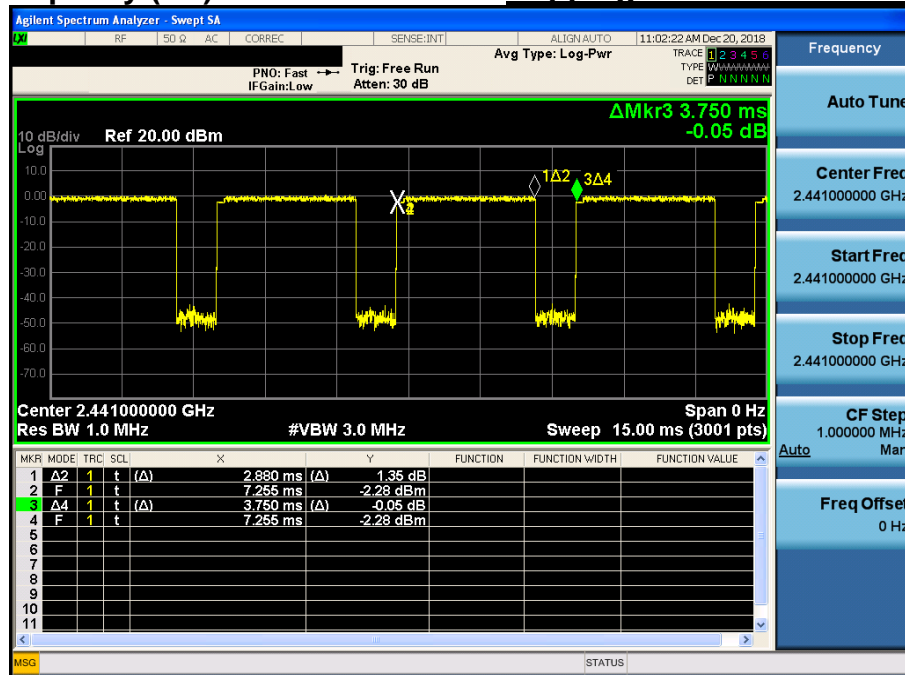 Agilent Spectrum Analyzer - Swept SA
LXI RF 50 Ω AC CORREC SENSE:INT ALIGN AUTO 11:02:22 AM Dec 20, 2018
Avg Type: Log-Pwr TRACE 1 2 3 4 5 6
PNO: Fast Trig: Free Run TYPE WWWWWW
IFGain:Low Atten: 30 dB DET P N N N N N
ΔMkr3 3.750 ms
10 dB/div Ref 20.00 dBm -0.05 dB
Log
10.0
0.00
-10.0
-20.0
-30.0
-40.0
-50.0
-60.0
-70.0
1Δ2 3Δ4
Center 2.441000000 GHz Span 0 Hz
Res BW 1.0 MHz #VBW 3.0 MHz Sweep 15.00 ms (3001 pts)
MKR MODE TRC SCL X Y FUNCTION FUNCTION WIDTH FUNCTION VALUE
1 Δ2 1 t (Δ) 2.880 ms (Δ) 1.35 dB
2 F 1 t 7.255 ms -2.28 dBm
3 Δ4 1 t (Δ) 3.750 ms (Δ) -0.05 dB
4 F 1 t 7.255 ms -2.28 dBm
5
6
7
8
9
10
11
MSG STATUS
Frequency
Auto Tune
Center Freq
2.441000000 GHz
Start Freq
2.441000000 GHz
Stop Freq
2.441000000 GHz
CF Step
1.000000 MHz
Auto Man
Freq Offset
0 Hz